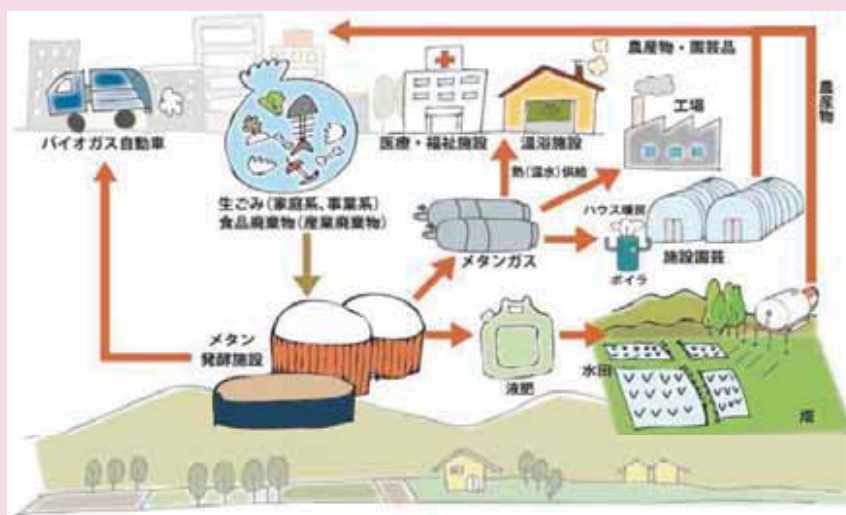 農産物・園芸品
農産物
工場
バイオガス自動車
医療・福祉施設
温浴施設
熱(温水)供給
生ごみ(家庭系、事業系)
食品廃棄物(産業廃棄物)
ハウス暖房
メタンガス
施設園芸
ボイラ
メタン
発酵施設
液肥
水田
畑